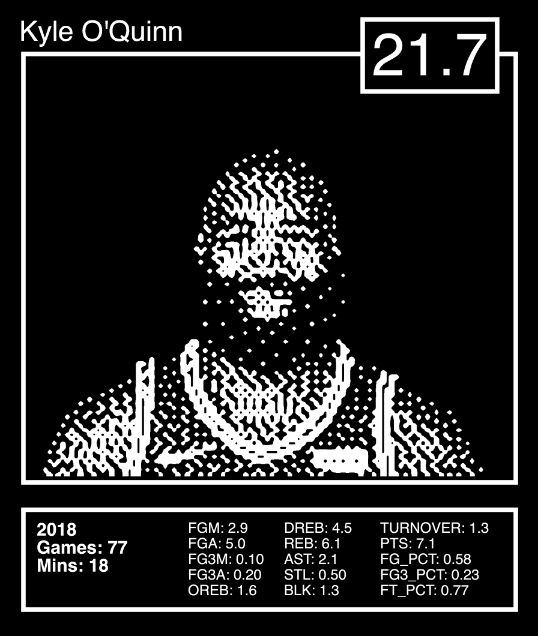 Kyle O'Quinn
21.7
2018
Games: 77
Mins: 18
FGM: 2.9
FGA: 5.0
FG3M: 0.10
FG3A: 0.20
OREB: 1.6
DREB: 4.5
REB: 6.1
AST: 2.1
STL: 0.50
BLK: 1.3
TURNOVER: 1.3
PTS: 7.1
FG_PCT: 0.58
FG3_PCT: 0.23
FT_PCT: 0.77